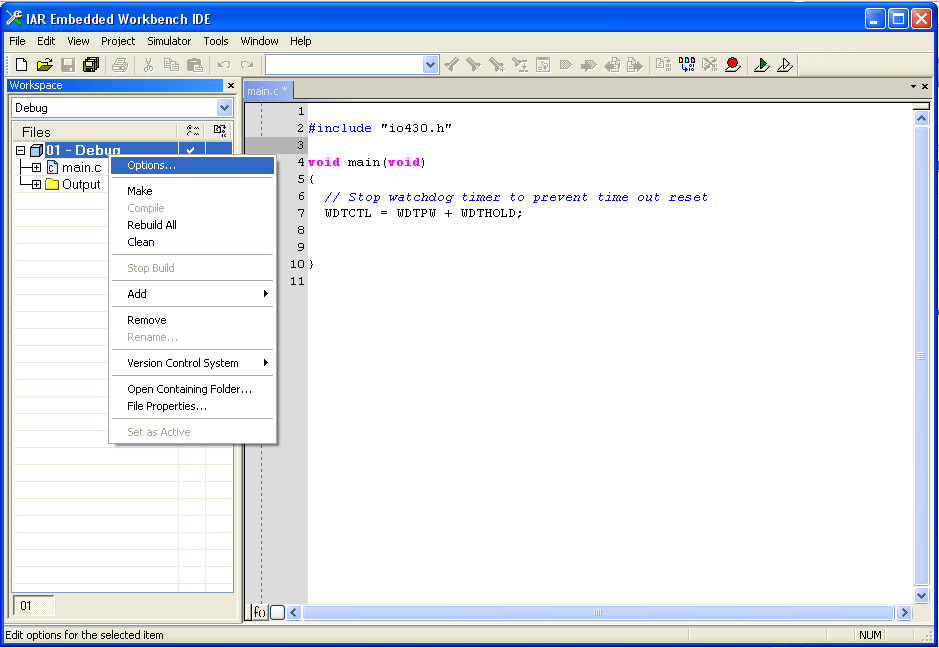 IAR Embedded Workbench IDE
File Edit View Project Simulator Tools Window Help
Workspace
main.c *
Debug
Files
01 - Debug
main.c
Output
Options...
Make
Compile
Rebuild All
Clean
Stop Build
Add
Remove
Rename...
Version Control System
Open Containing Folder...
File Properties...
Set as Active
01
1
2 #include "io430.h"
3
4 void main(void)
5 {
6 // Stop watchdog timer to prevent time out reset
7 WDTCTL = WDTPW + WDTHOLD;
8
9
10 }
11
f()
Edit options for the selected item
NUM